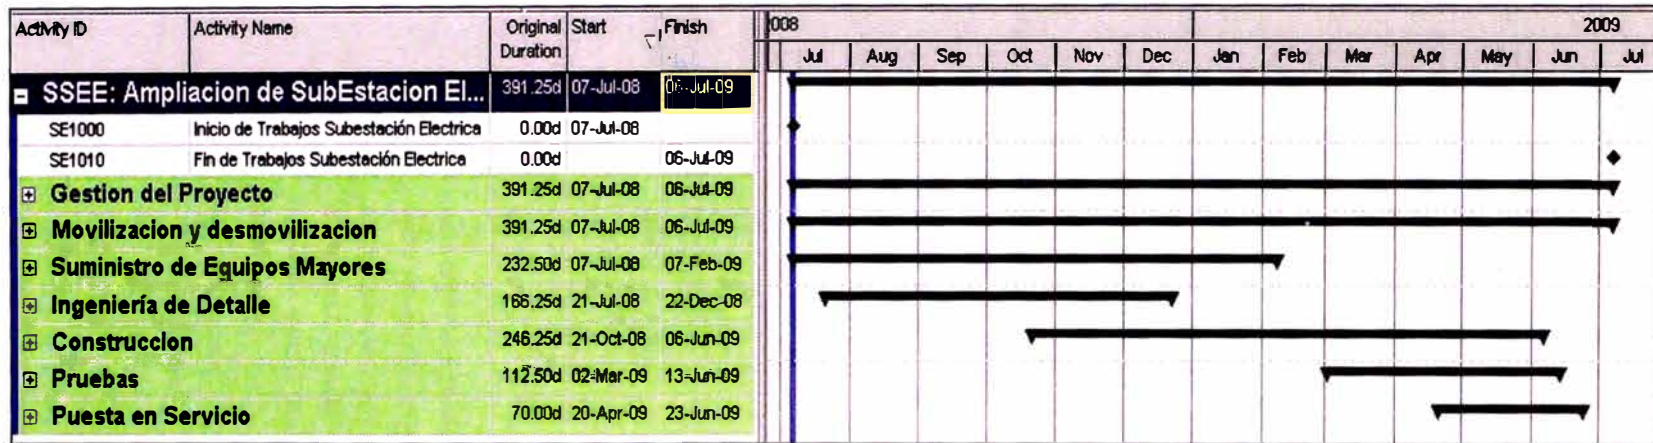 Activity ID Activity Name Original Duration Start Finish 2008 2009
Jul Aug Sep Oct Nov Dec Jan Feb Mar Apr May Jun Jul
SSEE: Ampliacion de SubEstacion El... 391.25d 07-Jul-08 06-Jul-09
SE1000 Inicio de Trabajos Subestación Electrica 0.00d 07-Jul-08
SE1010 Fin de Trabajos Subestación Electrica 0.00d 06-Jul-09
Gestion del Proyecto 391.25d 07-Jul-08 06-Jul-09
Movilizacion y desmovilizacion 391.25d 07-Jul-08 06-Jul-09
Suministro de Equipos Mayores 232.50d 07-Jul-08 07-Feb-09
Ingeniería de Detalle 166.25d 21-Jul-08 22-Dec-08
Construccion 246.25d 21-Oct-08 06-Jun-09
Pruebas 112.50d 02-Mar-09 13-Jun-09
Puesta en Servicio 70.00d 20-Apr-09 23-Jun-09